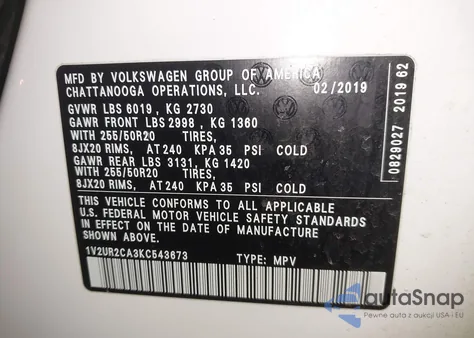 MFD BY VOLKSWAGEN GROUP OF AMERICA
CHATTANOOGA OPERATIONS, LLC. 02/2019
GVWR LBS 6019 , KG 2730
GAWR FRONT LBS 2998 , KG 1360
WITH 255/50R20 TIRES,
8JX20 RIMS, AT 240 KPA 35 PSI COLD
GAWR REAR LBS 3131, KG 1420
WITH 255/50R20 TIRES,
8JX20 RIMS, AT 240 KPA 35 PSI COLD
THIS VEHICLE CONFORMS TO ALL APPLICABLE
U.S. FEDERAL MOTOR VEHICLE SAFETY STANDARDS
IN EFFECT ON THE DATE OF MANUFACTURE
SHOWN ABOVE
1V2UR2CA3KC543673 TYPE: MPV
0829027 2019 62
autoSnap
Pewne auta z aukcji USA i EU